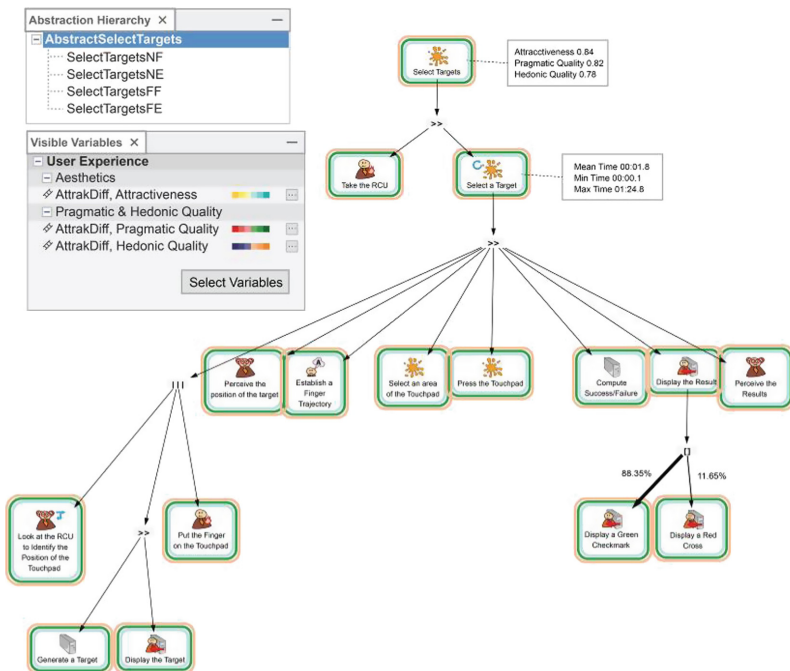 Abstraction Hierarchy ×
AbstractSelectTargets
SelectTargetsNF
SelectTargetsNE
SelectTargetsFF
SelectTargetsFE
Visible Variables ×
User Experience
Aesthetics
AttrakDiff, Attractiveness
Pragmatic & Hedonic Quality
AttrakDiff, Pragmatic Quality
AttrakDiff, Hedonic Quality
Select Variables
Select Targets
Attracctiveness 0.84
Pragmatic Quality 0.82
Hedonic Quality 0.78
>>
Take the RCU
Select a Target
Mean Time 00:01.8
Min Time 00:00.1
Max Time 01:24.8
>>
|||
Perceive the
position of the target
A
Establish a
Finger
Trajectory
Select an area
of the Touchpad
Press the Touchpad
Compute
Success/Failure
Display the Result
Perceive the
Results
[]
88.35%
11.65%
Look at the RCU
to Identify the
Position of the
Touchpad
>>
Put the Finger
on the Touchpad
Display a Green
Checkmark
Display a Red
Cross
Generate a Target
Display the Target